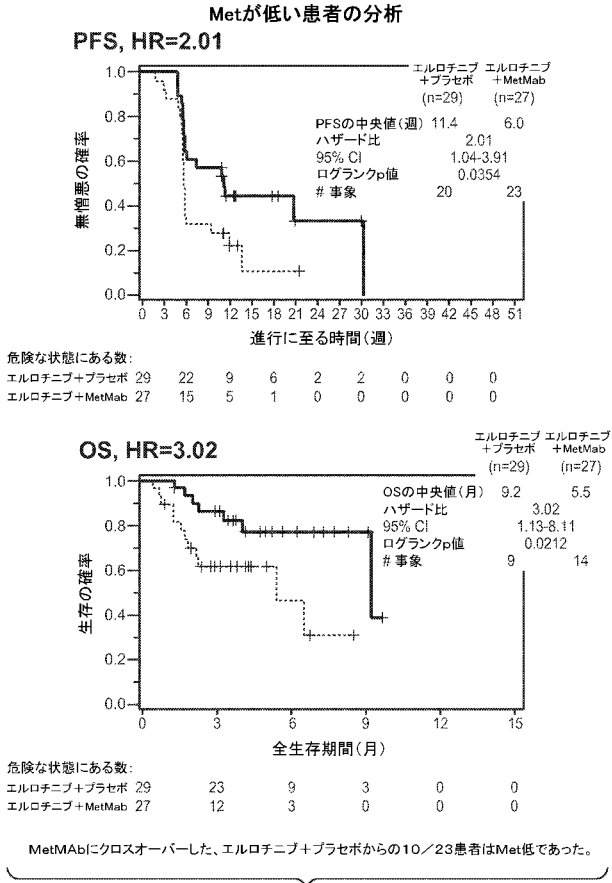 Metが低い患者の分析
PFS, HR=2.01
エルロチニブ エルロチニブ
+プラセボ +MetMab
(n=29) (n=27)
PFSの中央値(週) 11.4 6.0
ハザード比 2.01
95% CI 1.04-3.91
ログランクp値 0.0354
# 事象 20 23
無憎悪の確率
1.0
0.8
0.6
0.4
0.2
0.0
0 3 6 9 12 15 18 21 24 27 30 33 36 39 42 45 48 51
進行に至る時間(週)
危険な状態にある数:
エルロチニブ+プラセボ 29 22 9 6 2 2 0 0 0
エルロチニブ+MetMab 27 15 5 1 0 0 0 0 0
OS, HR=3.02
エルロチニブ エルロチニブ
+プラセボ +MetMab
(n=29) (n=27)
OSの中央値(月) 9.2 5.5
ハザード比 3.02
95% CI 1.13-8.11
ログランクp値 0.0212
# 事象 9 14
生存の確率
1.0
0.8
0.6
0.4
0.2
0.0
0 3 6 9 12 15
全生存期間(月)
危険な状態にある数:
エルロチニブ+プラセボ 29 23 9 3 0 0
エルロチニブ+MetMab 27 12 3 0 0 0
MetMAbにクロスオーバーした、エルロチニブ+プラセボからの10/23患者はMet低であった。